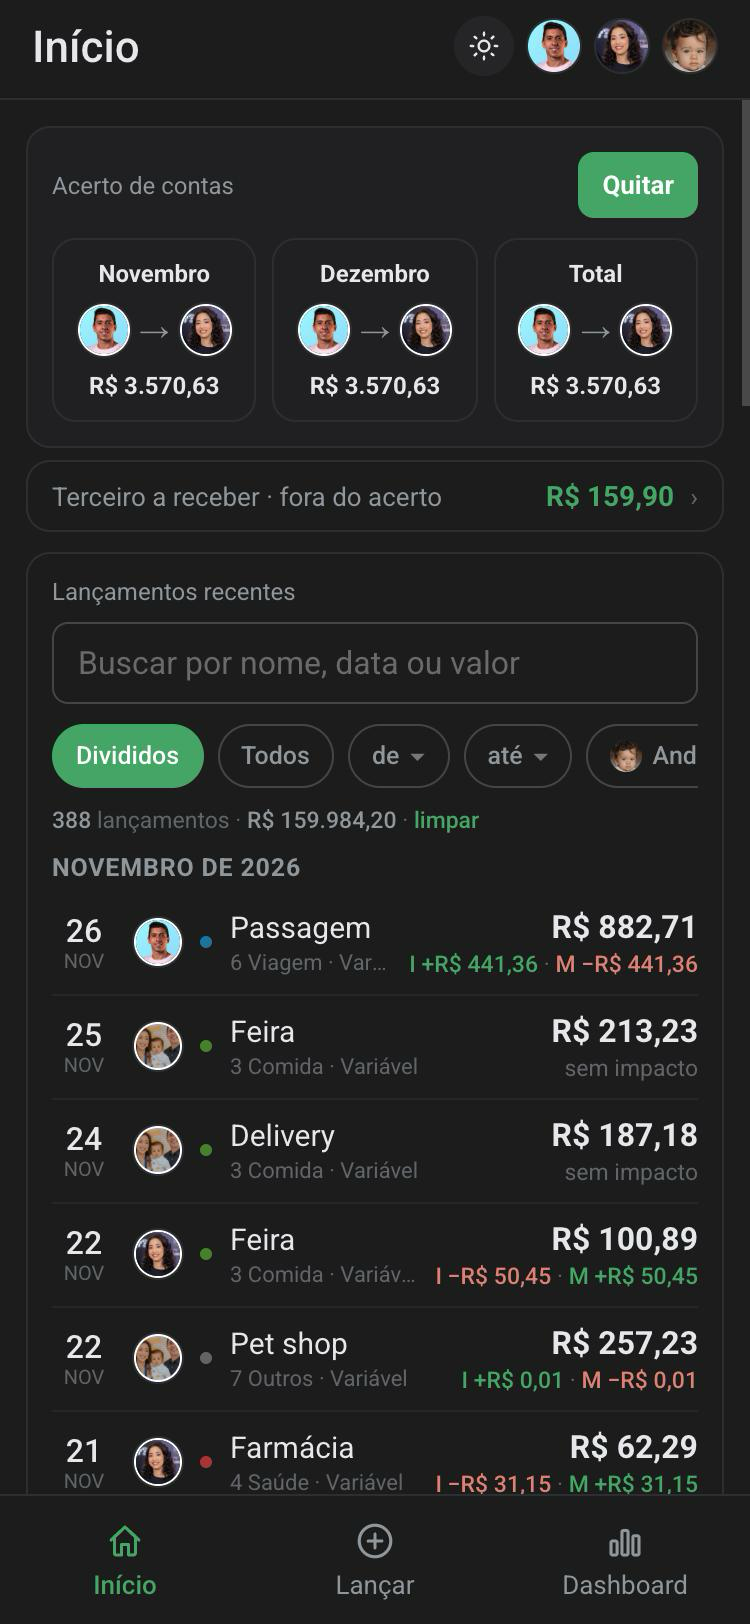 Início
Acerto de contas
Quitar
Novembro
Dezembro
Total
R$ 3.570,63
R$ 3.570,63
R$ 3.570,63
Terceiro a receber · fora do acerto R$ 159,90 ›
Lançamentos recentes
Buscar por nome, data ou valor
Divididos Todos de até And
388 lançamentos · R$ 159.984,20 · limpar
NOVEMBRO DE 2026
26 Passagem R$ 882,71
NOV 6 Viagem · Var... I +R$ 441,36 · M −R$ 441,36
25 Feira R$ 213,23
NOV 3 Comida · Variável sem impacto
24 Delivery R$ 187,18
NOV 3 Comida · Variável sem impacto
22 Feira R$ 100,89
NOV 3 Comida · Variáv... I −R$ 50,45 · M +R$ 50,45
22 Pet shop R$ 257,23
NOV 7 Outros · Variável I +R$ 0,01 · M −R$ 0,01
21 Farmácia R$ 62,29
NOV 4 Saúde · Variável I −R$ 31,15 · M +R$ 31,15
Início Lançar Dashboard